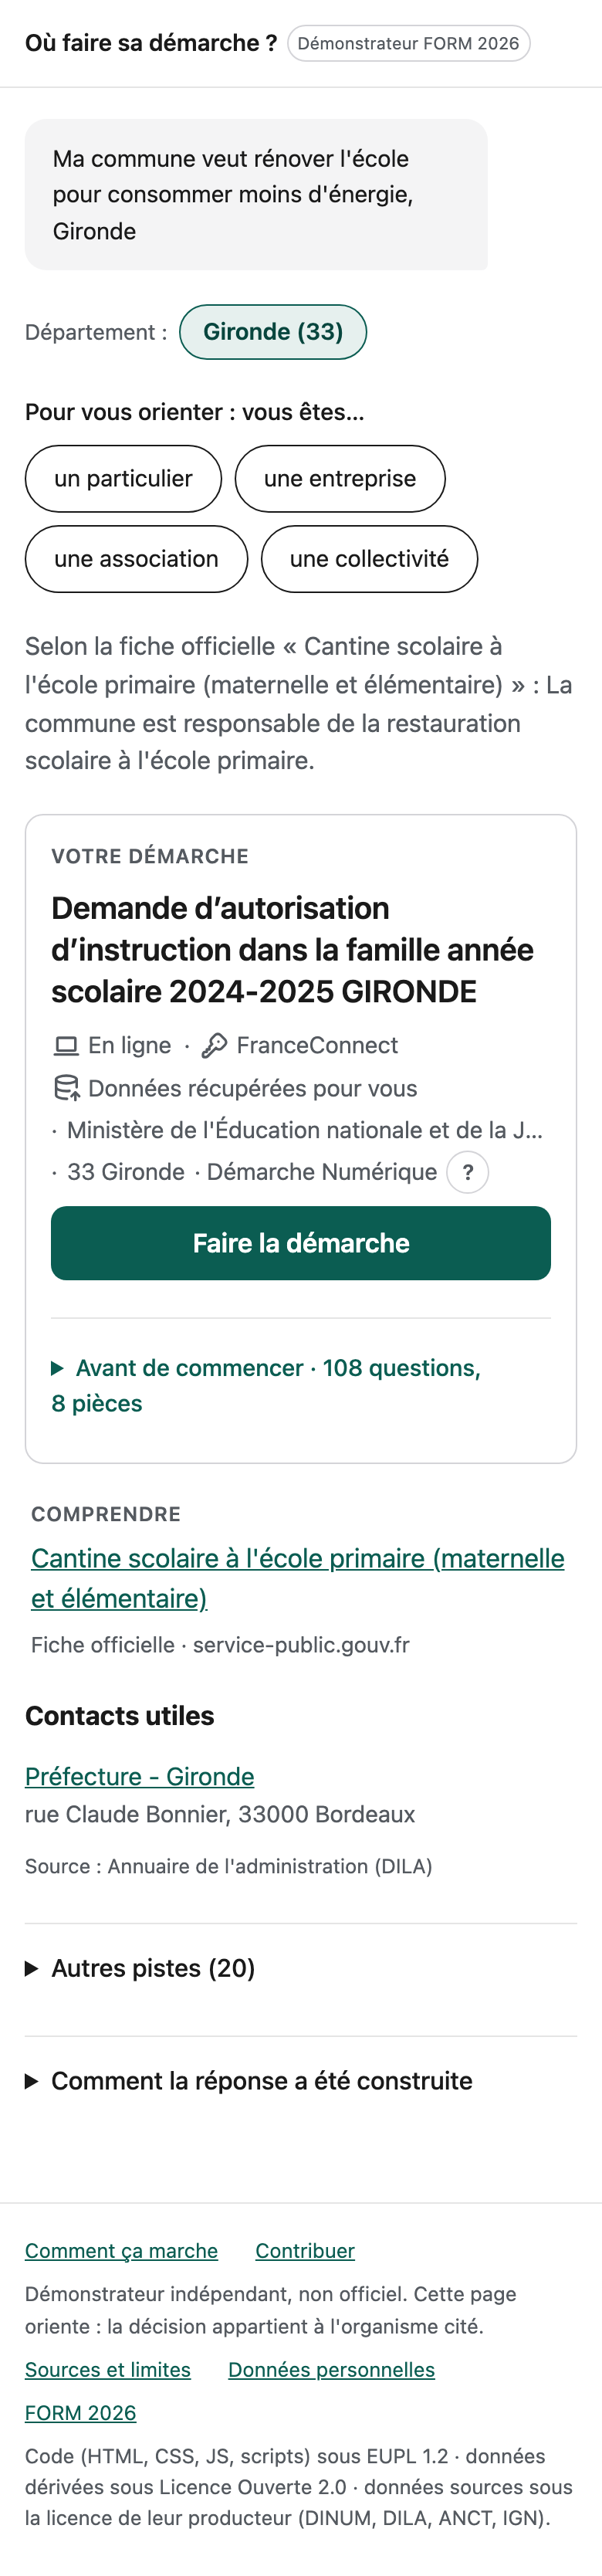 Où faire sa démarche ? Démonstrateur FORM 2026
Ma commune veut rénover l'école
pour consommer moins d'énergie,
Gironde
Département : Gironde (33)
Pour vous orienter : vous êtes...
un particulier
une entreprise
une association
une collectivité
Selon la fiche officielle « Cantine scolaire à
l'école primaire (maternelle et élémentaire) » : La
commune est responsable de la restauration
scolaire à l'école primaire.
VOTRE DÉMARCHE
Demande d’autorisation
d’instruction dans la famille année
scolaire 2024-2025 GIRONDE
En ligne · FranceConnect
Données récupérées pour vous
· Ministère de l'Éducation nationale et de la J...
· 33 Gironde · Démarche Numérique ?
Faire la démarche
Avant de commencer · 108 questions,
8 pièces
COMPRENDRE
Cantine scolaire à l'école primaire (maternelle
et élémentaire)
Fiche officielle · service-public.gouv.fr
Contacts utiles
Préfecture - Gironde
rue Claude Bonnier, 33000 Bordeaux
Source : Annuaire de l'administration (DILA)
Autres pistes (20)
Comment la réponse a été construite
Comment ça marche Contribuer
Démonstrateur indépendant, non officiel. Cette page
oriente : la décision appartient à l'organisme cité.
Sources et limites Données personnelles
FORM 2026
Code (HTML, CSS, JS, scripts) sous EUPL 1.2 · données
dérivées sous Licence Ouverte 2.0 · données sources sous
la licence de leur producteur (DINUM, DILA, ANCT, IGN).